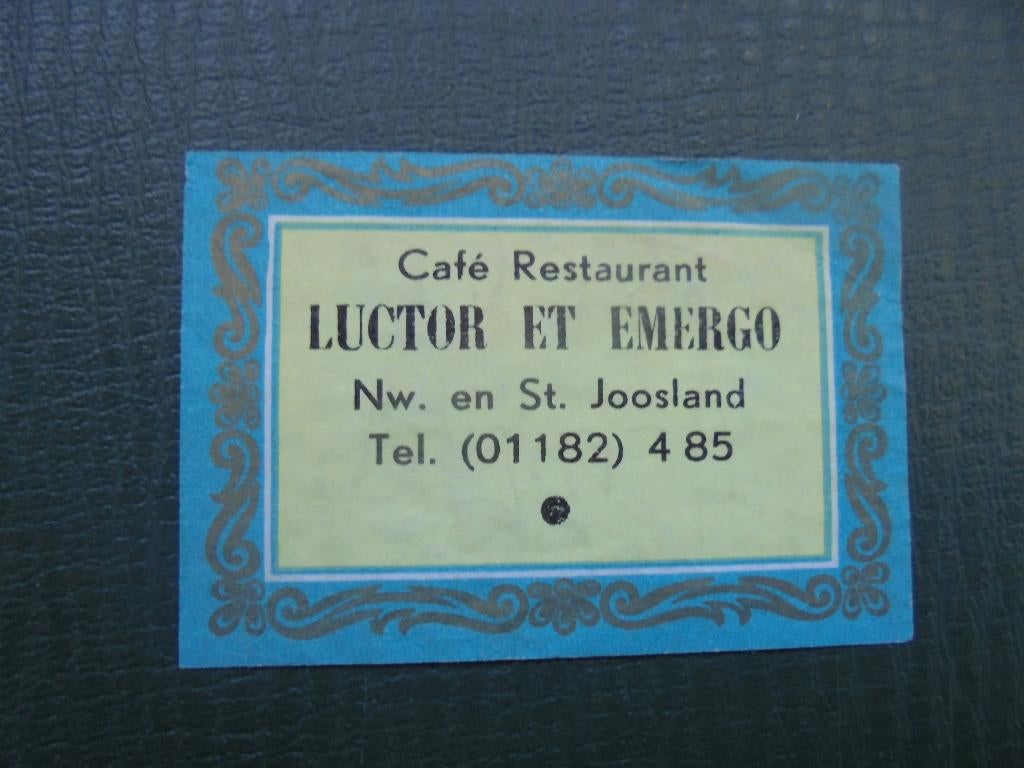 Café Restaurant
LUCTOR ET EMERGO
Nw. en St. Joosland
Tel. (01182) 4 85